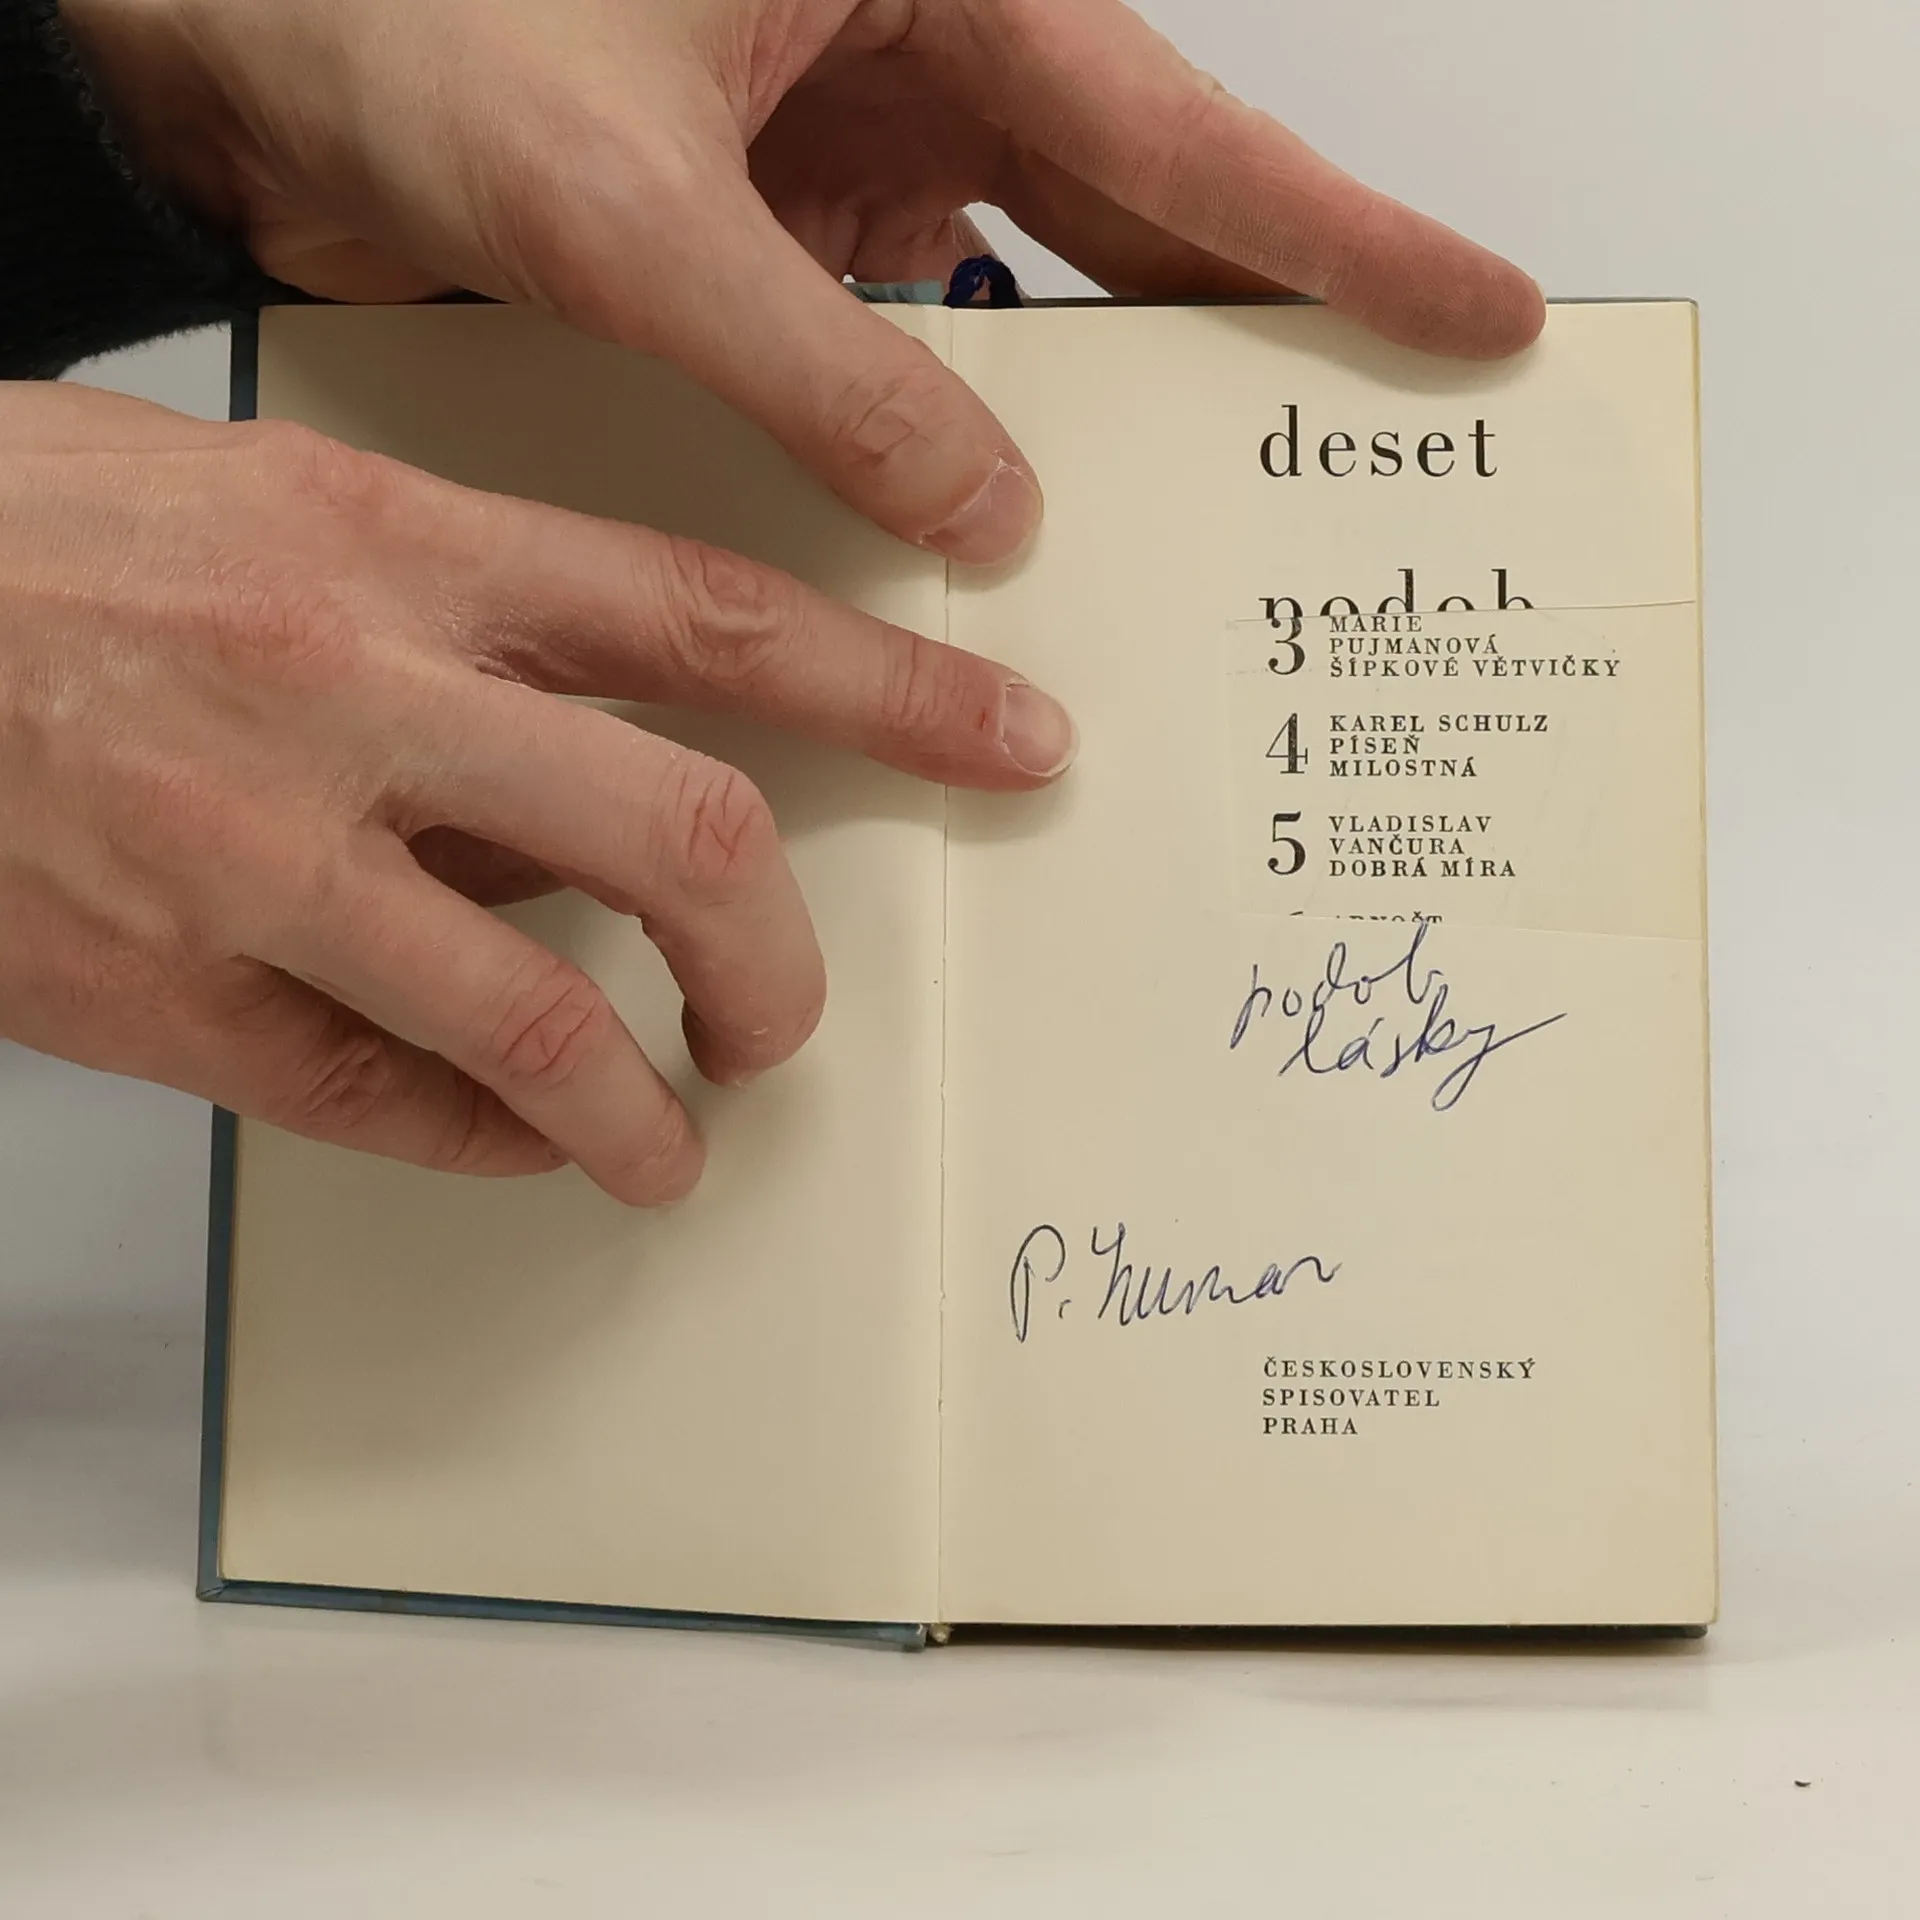 deset
podob
3 MARIE
PUJMANOVÁ
ŠÍPKOVÉ VĚTVIČKY
4 KAREL SCHULZ
PÍSEŇ
MILOSTNÁ
5 VLADISLAV
VANČURA
DOBRÁ MÍRA
podob
lásky
P.
ČESKOSLOVENSKÝ
SPISOVATEL
PRAHA